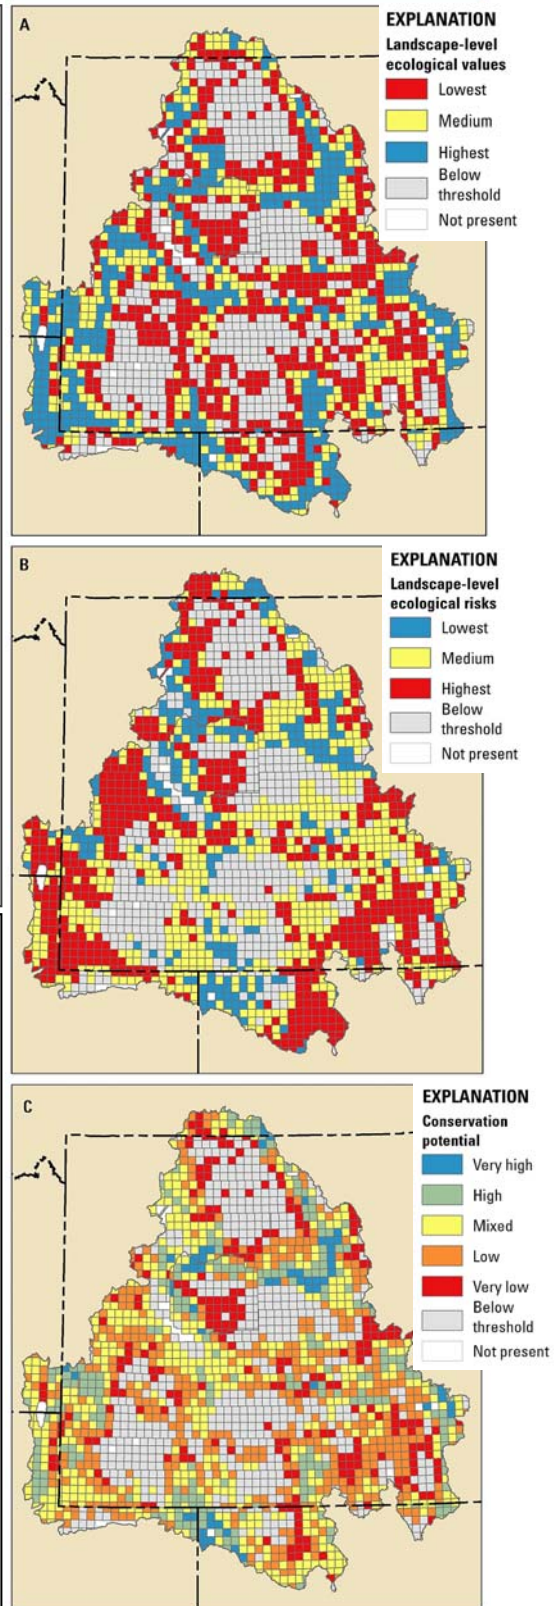 A
EXPLANATION
Landscape-level
ecological values
Lowest
Medium
Highest
Below
threshold
Not present
B
EXPLANATION
Landscape-level
ecological risks
Lowest
Medium
Highest
Below
threshold
Not present
C
EXPLANATION
Conservation
potential
Very high
High
Mixed
Low
Very low
Below
threshold
Not present